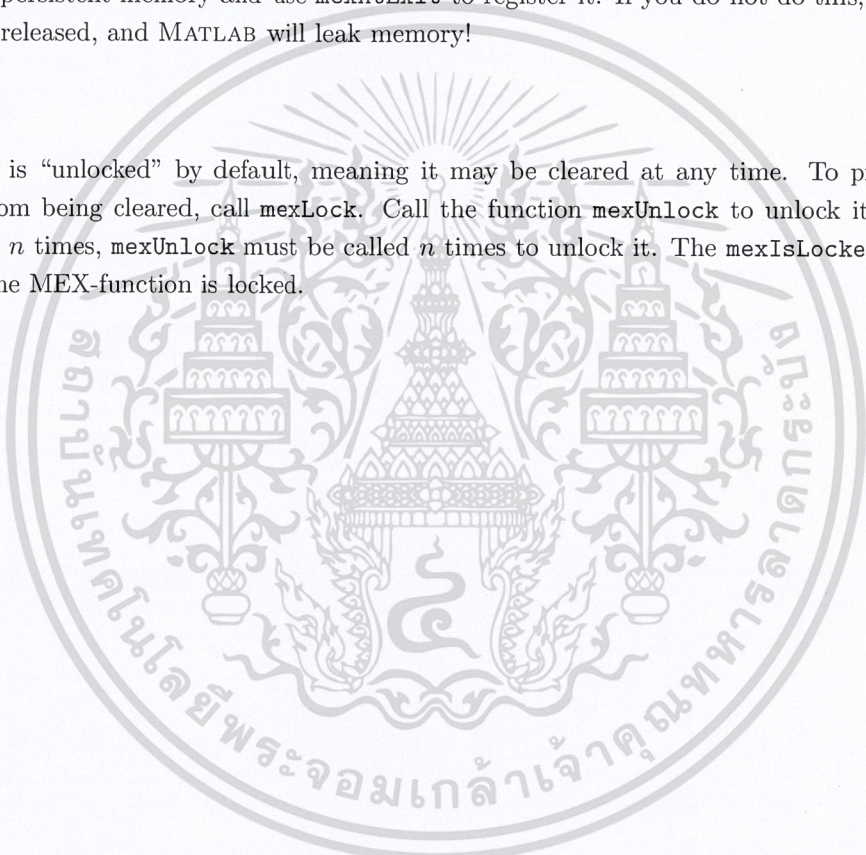 persistent memory and use mexAtExit to register it. If you do not do this,
released, and MATLAB will leak memory!
is “unlocked” by default, meaning it may be cleared at any time. To p
om being cleared, call mexLock. Call the function mexUnlock to unlock it
n times, mexUnlock must be called n times to unlock it. The mexIsLocke
he MEX-function is locked.
สถาบันเทคโนโลยีพระจอมเกล้าเจ้าคุณทหารลาดกระบัง
๔